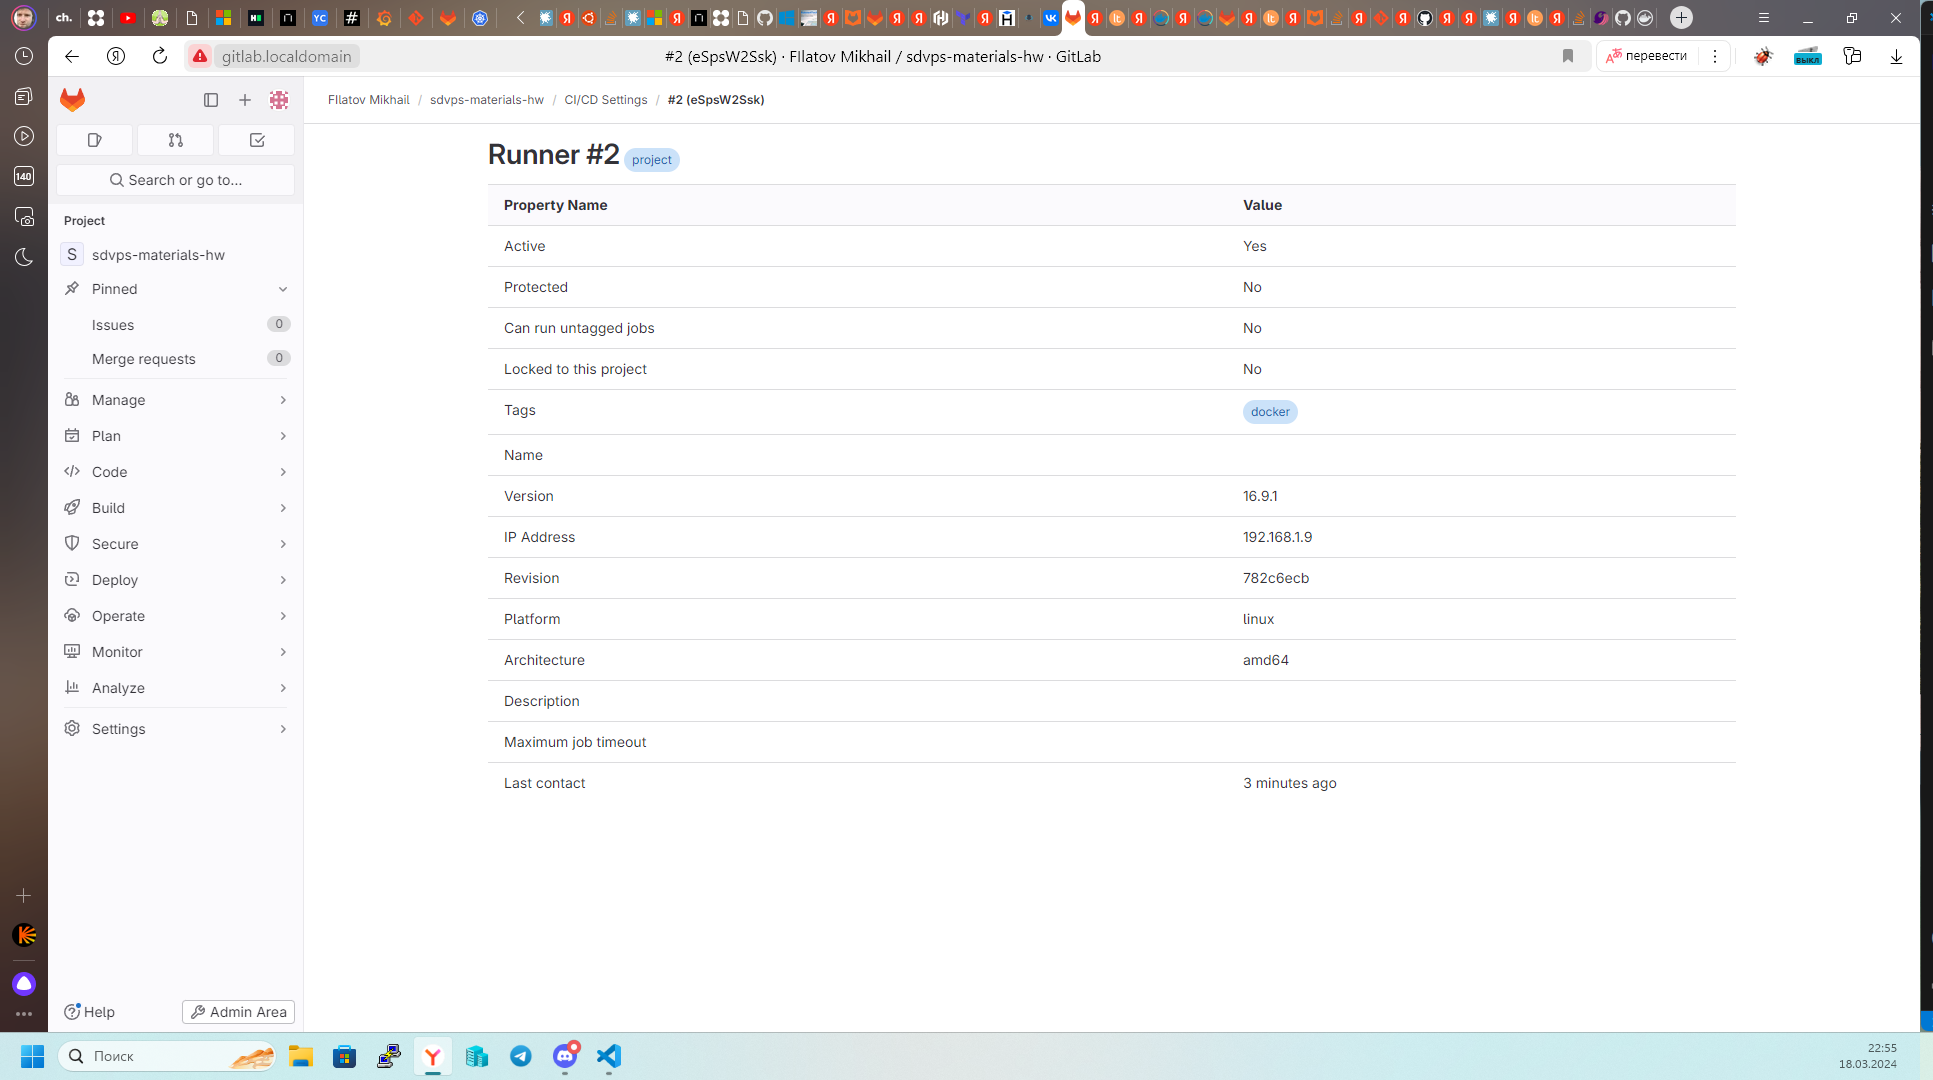 gitlab.localdomain
#2 (eSpsW2Ssk) · FIlatov Mikhail / sdvps-materials-hw · GitLab
перевести
выкл
140
FIlatov Mikhail / sdvps-materials-hw / CI/CD Settings / #2 (eSpsW2Ssk)
Search or go to...
Project
S sdvps-materials-hw
Pinned
Issues 0
Merge requests 0
Manage
Plan
Code
Build
Secure
Deploy
Operate
Monitor
Analyze
Settings
Help
Admin Area
Runner #2 project
Property Name Value
Active Yes
Protected No
Can run untagged jobs No
Locked to this project No
Tags docker
Name
Version 16.9.1
IP Address 192.168.1.9
Revision 782c6ecb
Platform linux
Architecture amd64
Description
Maximum job timeout
Last contact 3 minutes ago
Поиск
22:55
18.03.2024